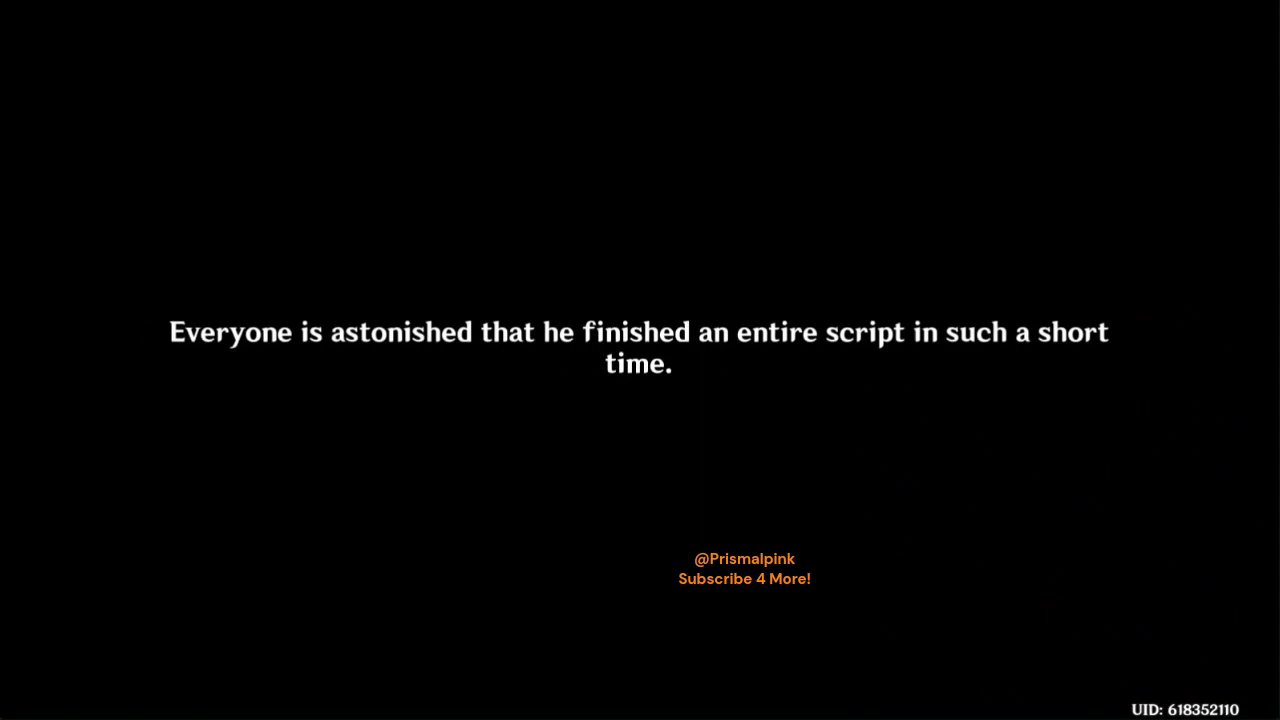 Everyone is astonished that he finished an entire script in such a short
time.
@Prismalpink
Subscribe 4 More!
UID: 618352110